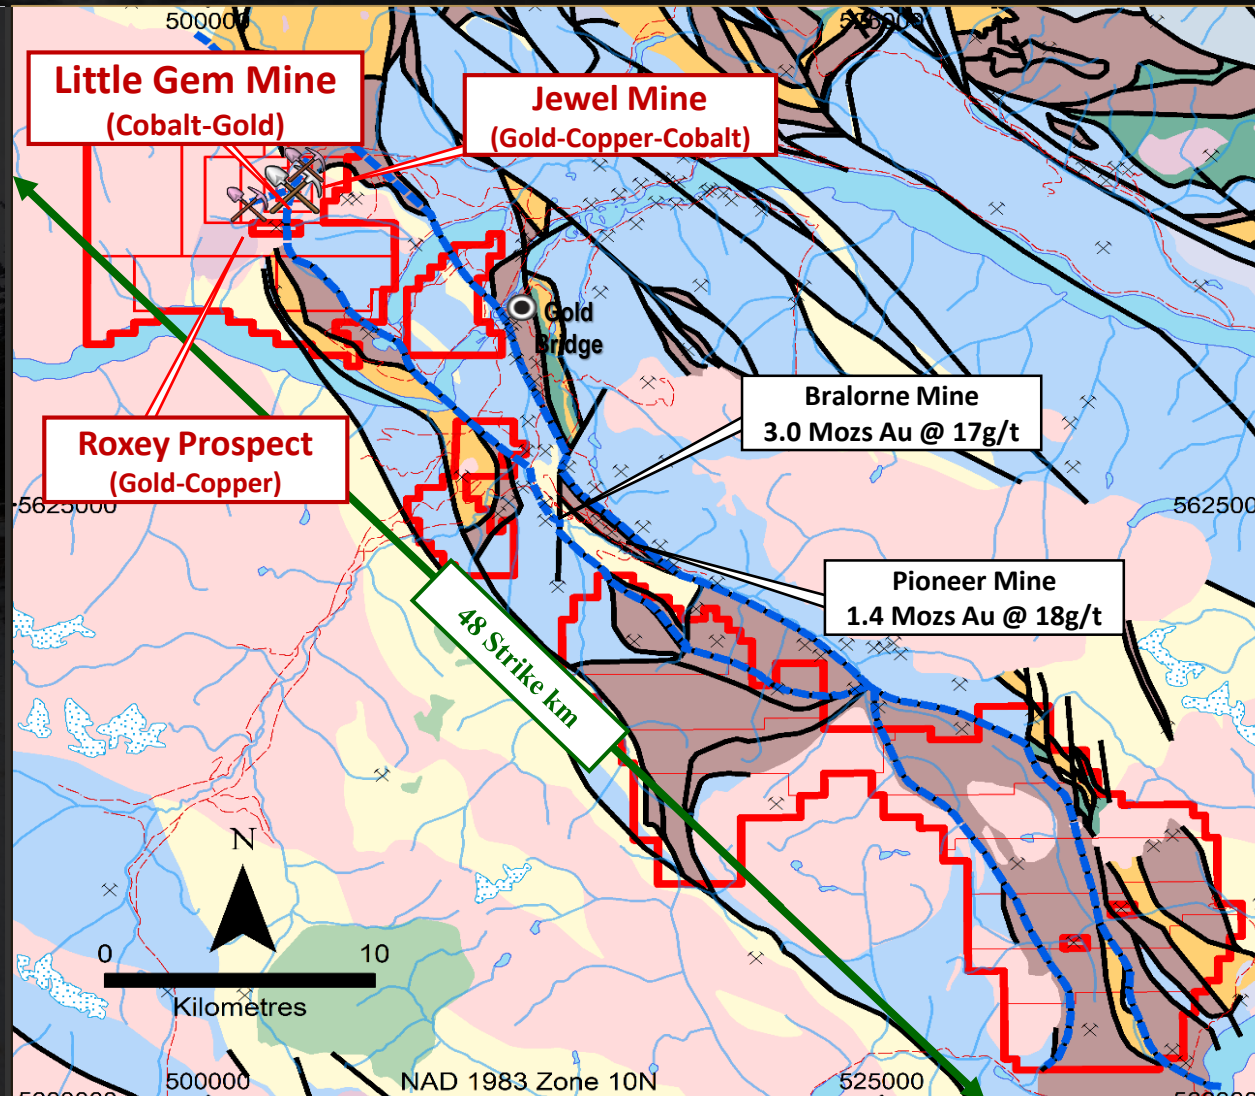 500000
Little Gem Mine
(Cobalt-Gold)
Jewel Mine
(Gold-Copper-Cobalt)
Gold
Bridge
Bralorne Mine
3.0 Mozs Au @ 17g/t
Roxey Prospect
(Gold-Copper)
5625000
562500
Pioneer Mine
1.4 Mozs Au @ 18g/t
48 Strike km
N
0 10
Kilometres
500000
NAD 1983 Zone 10N
525000